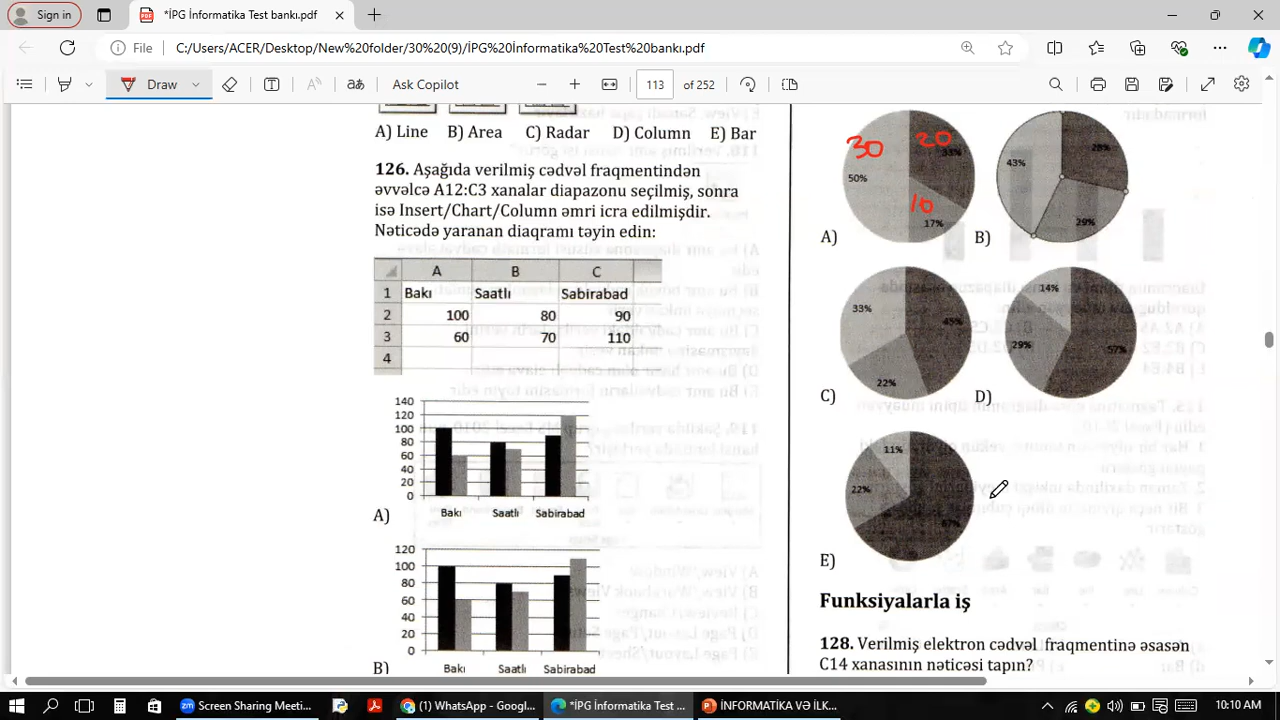 Sign in
*İPG İnformatika Test bankı.pdf
File
C:/Users/ACER/Desktop/New%20folder/30%20(9)/İPG%20İnformatika%20Test%20bankı.pdf
Draw
Ask Copilot
113 of 252
A) Line B) Area C) Radar D) Column E) Bar
126. Aşağıda verilmiş cədvəl fraqmentindən
əvvəlcə A12:C3 xanalar diapazonu seçilmiş, sonra
isə Insert/Chart/Column əmri icra edilmişdir.
Nəticədə yaranan diaqramı təyin edin:
A B C
1 Bakı Saatlı Sabirabad
2 100 80 90
3 60 70 110
4
140
120
100
80
60
40
20
0
Bakı Saatlı Sabirabad
A)
120
100
80
60
40
20
0
Bakı Saatlı Sabirabad
B)
30 20
33%
50%
10
17%
A)
28%
43%
29%
B)
33% 45%
22%
C)
14%
29% 57%
D)
11%
22%
67%
E)
Funksiyalarla iş
128. Verilmiş elektron cədvəl fraqmentinə əsasən
C14 xanasının nəticəsi tapın?
Screen Sharing Meeti...
(1) WhatsApp - Googl...
*İPG İnformatika Test ...
İNFORMATİKA VƏ İLK...
10:10 AM